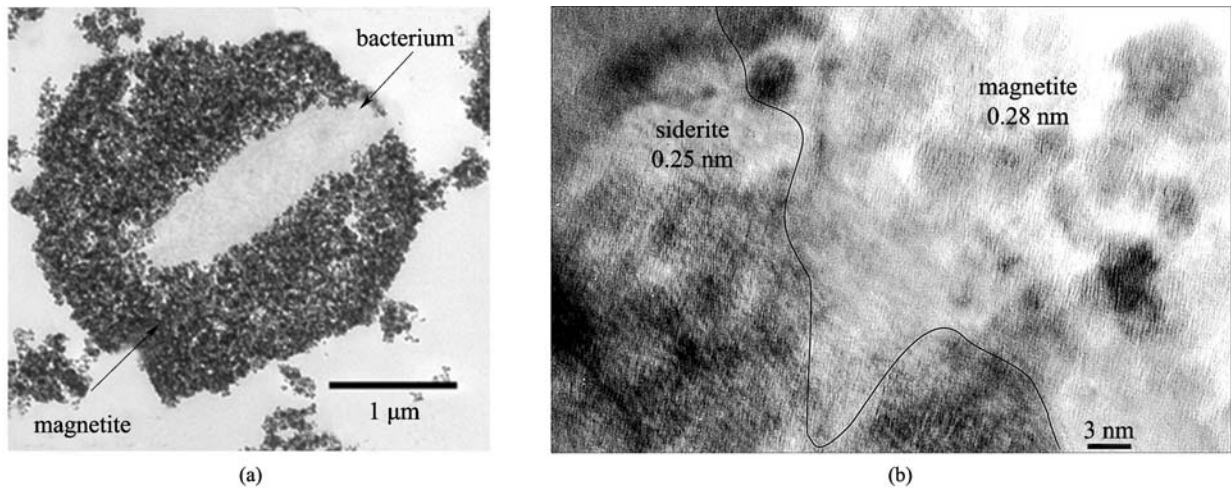 bacterium
magnetite
1 μm
(a)
siderite
0.25 nm
magnetite
0.28 nm
3 nm
(b)